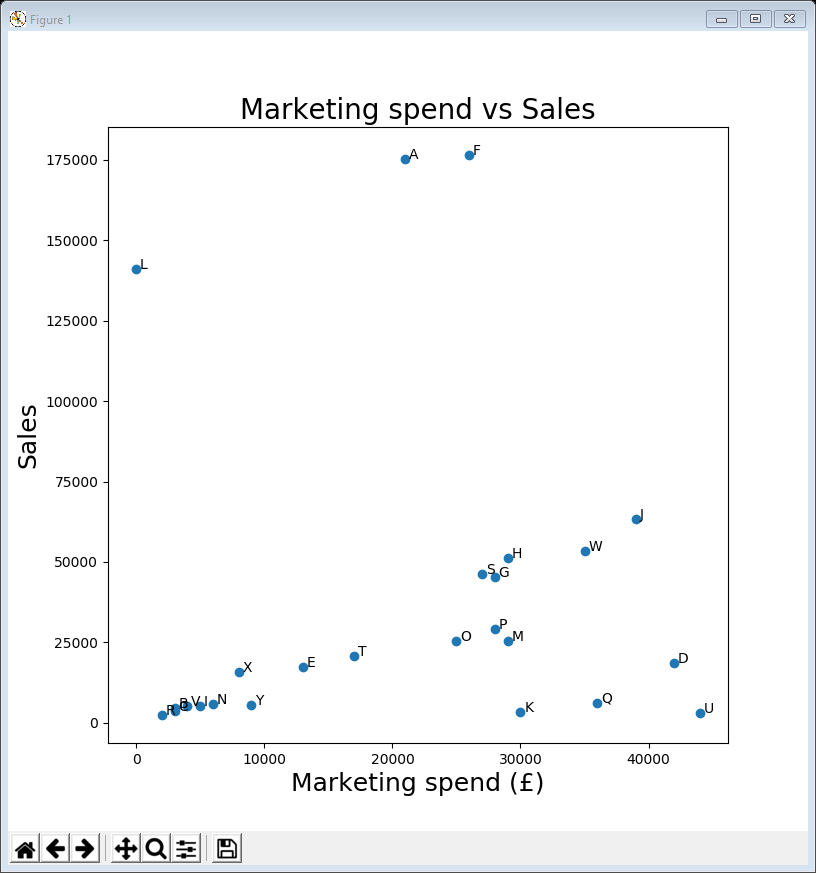 Figure 1
Marketing spend vs Sales
A
F
175000
150000
L
125000
100000
Sales
75000
J
W
H
50000
S
G
P
25000
O
M
T
D
E
X
Q
N
Y
V
I
R
K
U
0
0
10000
20000
30000
40000
Marketing spend (£)